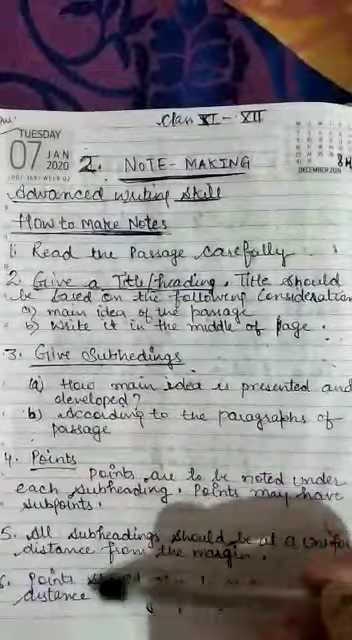 Class XI - XII
TUESDAY
07 JAN
2020
DECEMBER 2019
2. NOTE-MAKING
Advanced Writing Skill
How to Make Notes
1. Read the Passage carefully.
2. Give a Title/heading. Title should
be based on the following Consideration
a) main idea of the passage
b) Write it in the middle of page.
3. Give Subhedings
(a) How main idea is presented and
developed?
b) According to the paragraphs of
passage
4. Points
Points are to be noted under
each subheading. Points may have
subpoints.
5. All subheadings should be at a
distance from the margin.
6. Points
distance